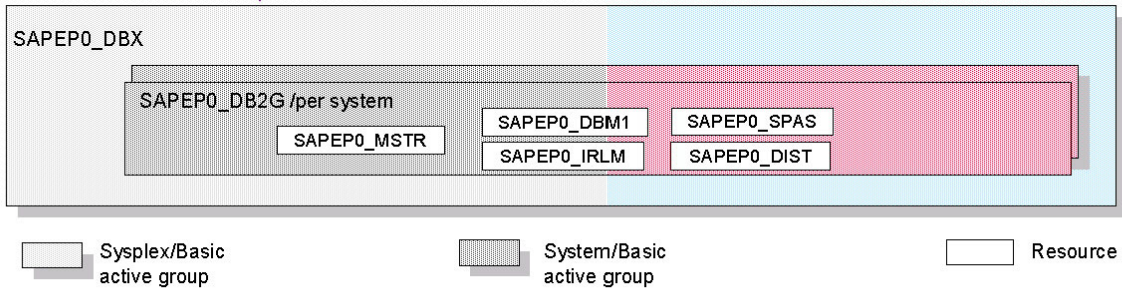 SAPEP0_DBX
SAPEP0_DB2G /per system
SAPEP0_MSTR
SAPEP0_DBM1
SAPEP0_SPAS
SAPEP0_IRLM
SAPEP0_DIST
Sysplex/Basic
active group
System/Basic
active group
Resource